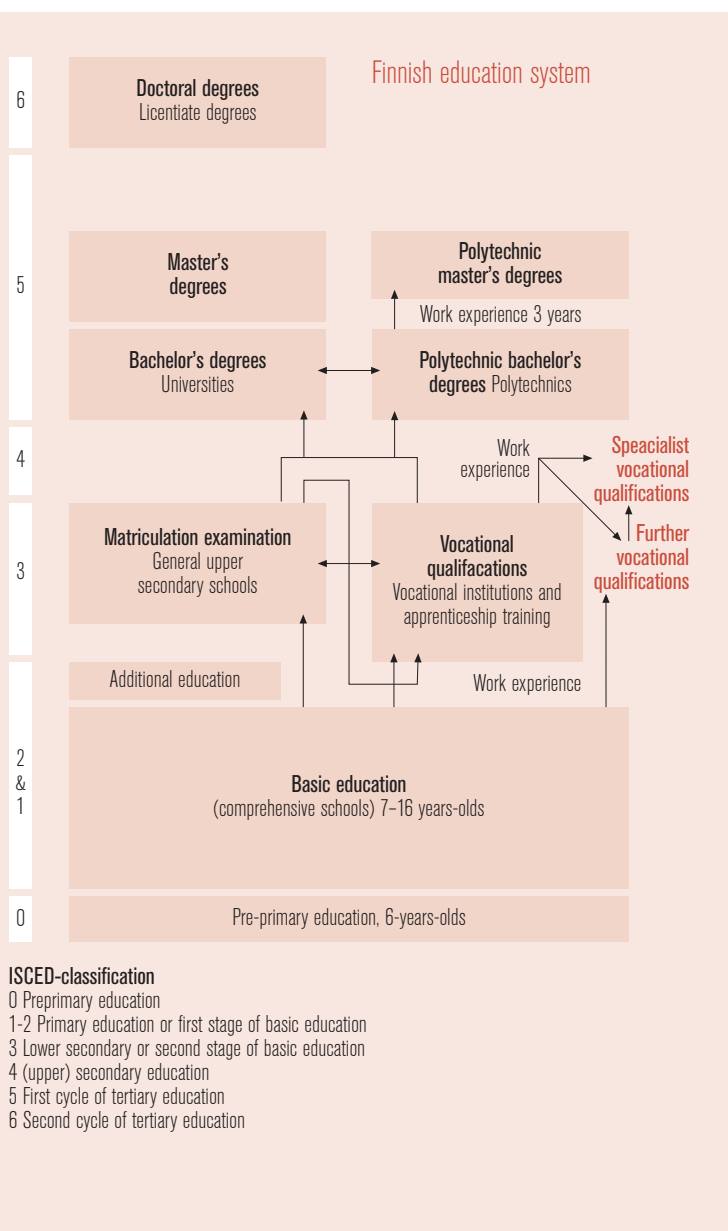 Finnish education system
6
Doctoral degrees
Licentiate degrees
5
Master's
degrees
Polytechnic
master's degrees
Work experience 3 years
Bachelor's degrees
Universities
Polytechnic bachelor's
degrees Polytechnics
4
Work
experience
Speacialist
vocational
qualifications
3
Matriculation examination
General upper
secondary schools
Vocational
qualifacations
Vocational institutions and
apprenticeship training
Further
vocational
qualifications
Additional education
Work experience
2
&
1
Basic education
(comprehensive schools) 7–16 years-olds
0
Pre-primary education, 6-years-olds
ISCED-classification
0 Preprimary education
1-2 Primary education or first stage of basic education
3 Lower secondary or second stage of basic education
4 (upper) secondary education
5 First cycle of tertiary education
6 Second cycle of tertiary education